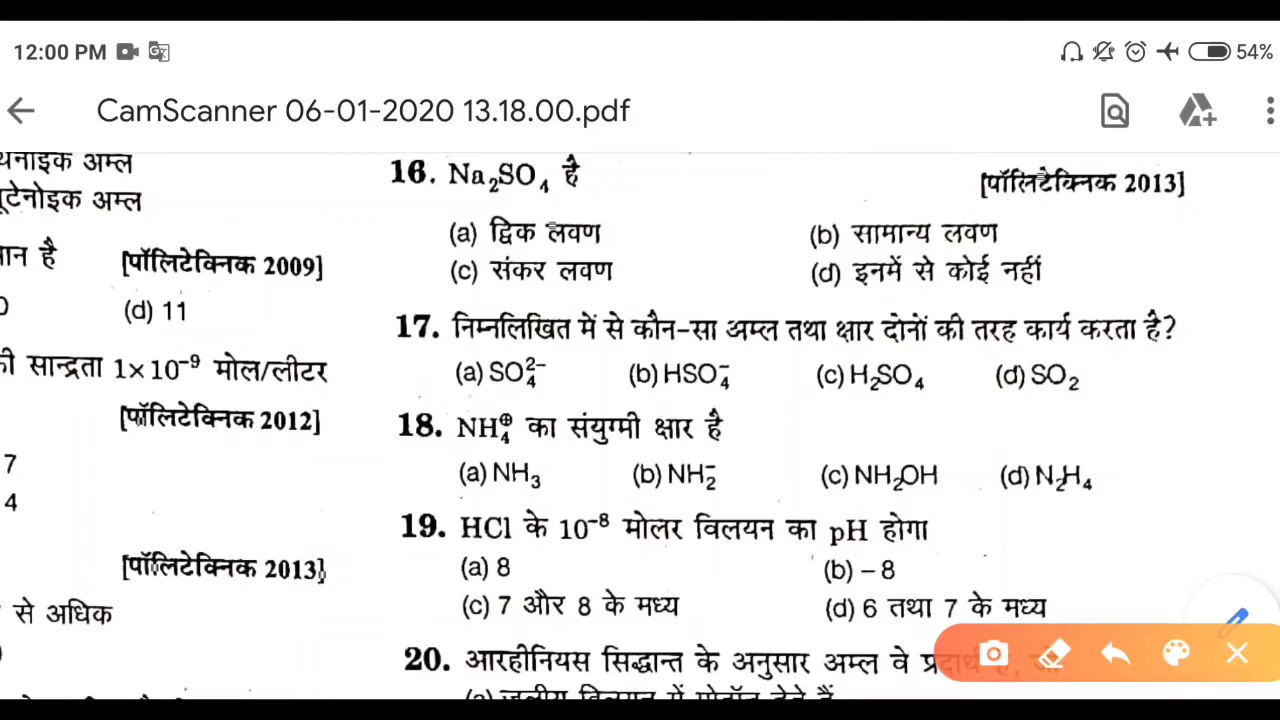 12:00 PM 54%
CamScanner 06-01-2020 13.18.00.pdf
थनाइक अम्ल
यूटेनोइक अम्ल
है [पॉलिटेक्निक 2009]
(d) 11
सान्द्रता 1×10⁻⁹ मोल/लीटर
[पॉलिटेक्निक 2012]
7
4
[पॉलिटेक्निक 2013]
से अधिक
16. Na₂SO₄ है [पॉलिटेक्निक 2013]
(a) द्विक लवण (b) सामान्य लवण
(c) संकर लवण (d) इनमें से कोई नहीं
17. निम्नलिखित में से कौन-सा अम्ल तथा क्षार दोनों की तरह कार्य करता है?
(a) SO₄²⁻ (b) HSO₄⁻ (c) H₂SO₄ (d) SO₂
18. NH₄⊕ का संयुग्मी क्षार है
(a) NH₃ (b) NH₂⁻ (c) NH₂OH (d) N₂H₄
19. HCl के 10⁻⁸ मोलर विलयन का pH होगा
(a) 8 (b) –8
(c) 7 और 8 के मध्य (d) 6 तथा 7 के मध्य
20. आरहीनियस सिद्धान्त के अनुसार अम्ल वे